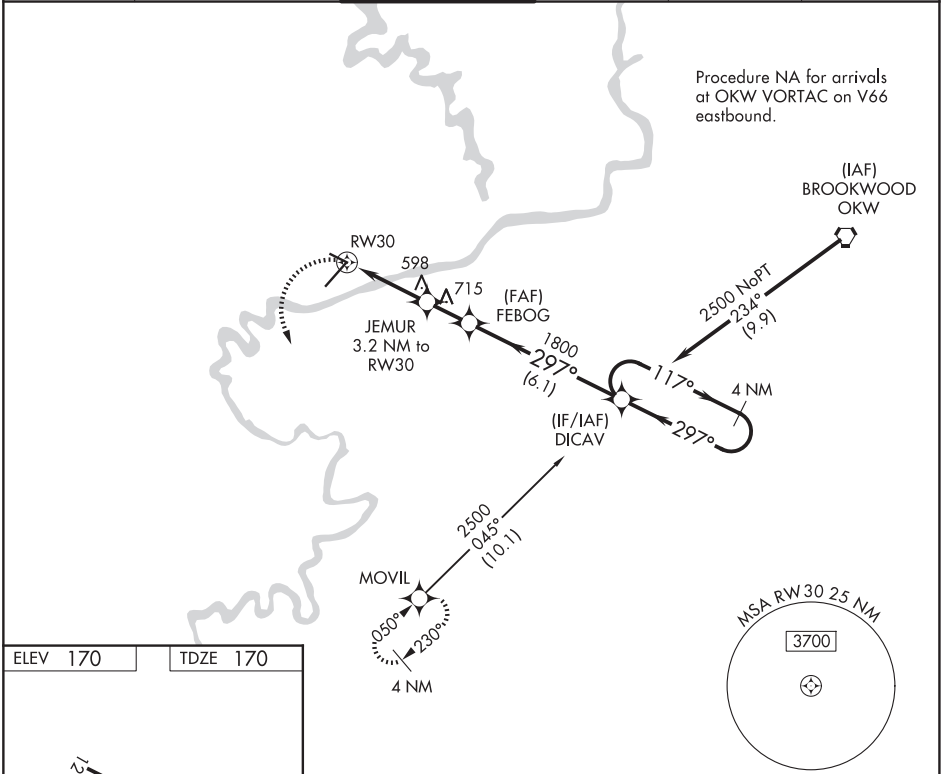 Procedure NA for arrivals
at OKW VORTAC on V66
eastbound.
(IAF)
BROOKWOOD
OKW
RW30
598
715
(FAF)
FEBOG
JEMUR
3.2 NM to
RW30
2500 NoPT
234°
(9.9)
1800
297°
(6.1)
117°
4 NM
297°
(IF/IAF)
DICAV
2500
045°
(10.1)
MOVIL
050°
230°
4 NM
MSA RW30 25 NM
3700
ELEV 170
TDZE 170
12